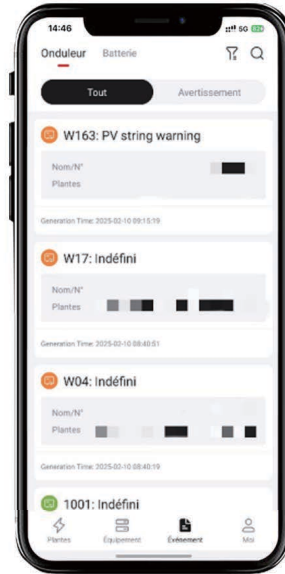 14:46
5G
Onduleur Batterie
Tout Avertissement
W163: PV string warning
Nom/N°
Plantes
Generation Time: 2025-02-10 09:15:19
W17: Indéfini
Nom/N°
Plantes
Generation Time: 2025-02-10 08:40:51
W04: Indéfini
Nom/N°
Plantes
Generation Time: 2025-02-10 08:40:19
1001: Indéfini
Plantes Équipement Événement Moi